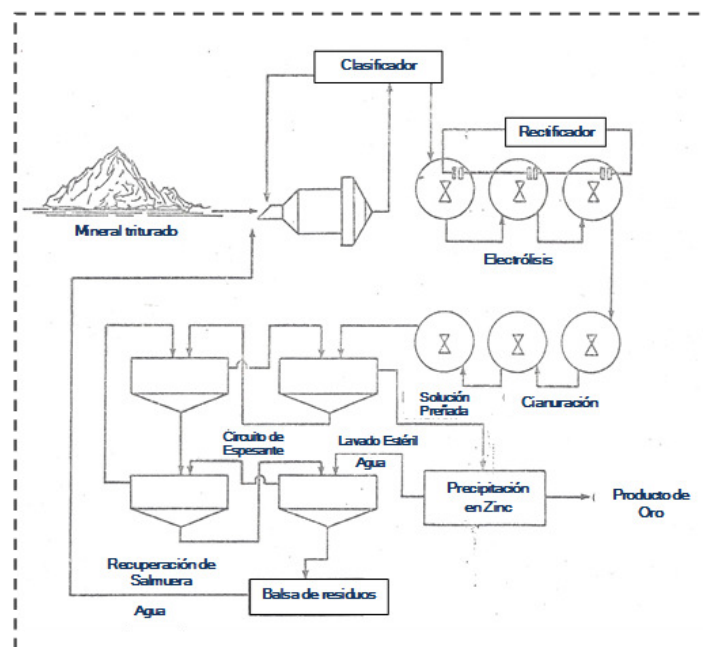 Clasificador
Rectificador
Mineral triturado
Electrólisis
Solución
Preñada
Cianuración
Circuito de
Espesante
Lavado Estéril
Agua
Precipitación
en Zinc
Producto de
Oro
Recuperación de
Salmuera
Agua
Balsa de residuos